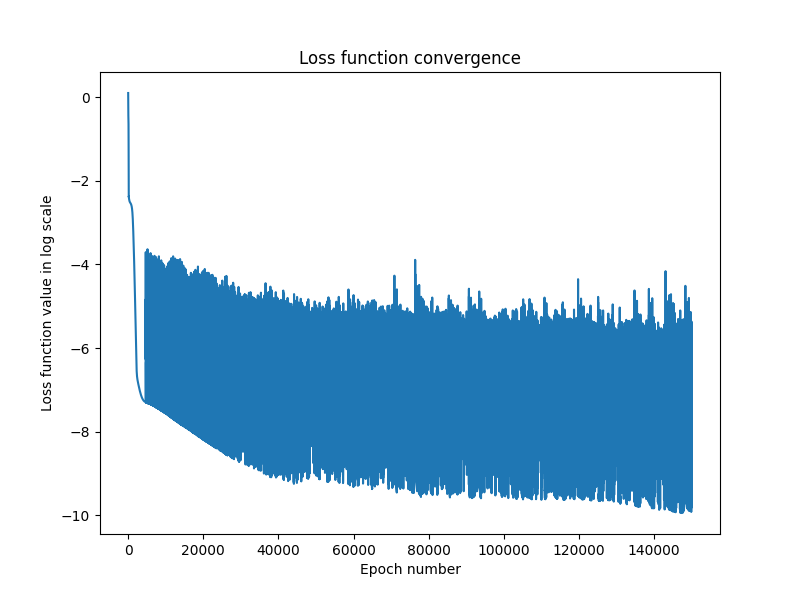 Loss function convergence
Loss function value in log scale
0
−2
−4
−6
−8
−10
0 20000 40000 60000 80000 100000 120000 140000
Epoch number